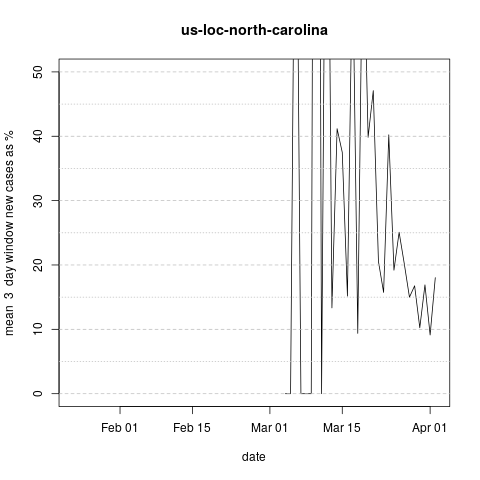 us-loc-north-carolina
mean 3 day window new cases as %
50
40
30
20
10
0
Feb 01
Feb 15
Mar 01
Mar 15
Apr 01
date